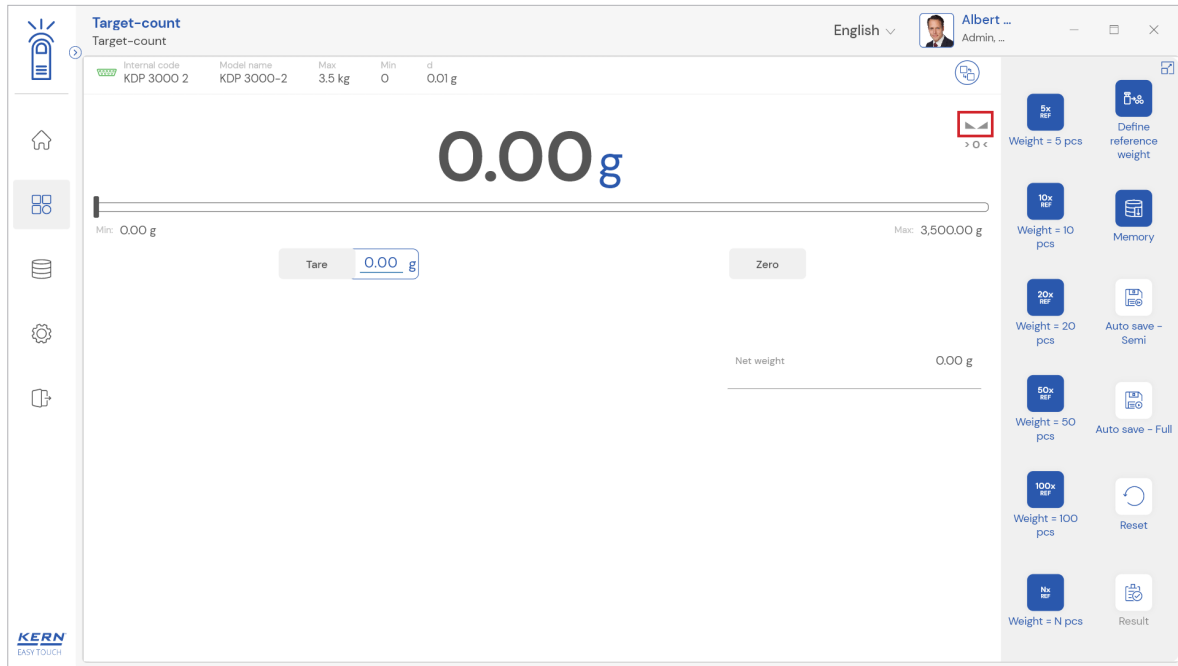 Target-count
Target-count
English
Albert ...
Admin, ...
Internal code
KDP 3000 2
Model name
KDP 3000-2
Max
3.5 kg
Min
0
d
0.01 g
0.00 g
> 0 <
Min: 0.00 g
Max: 3,500.00 g
Tare
0.00 g
Zero
Net weight
0.00 g
5x
REF
Weight = 5 pcs
Define
reference
weight
10x
REF
Weight = 10
pcs
Memory
20x
REF
Weight = 20
pcs
Auto save -
Semi
50x
REF
Weight = 50
pcs
Auto save - Full
100x
REF
Weight = 100
pcs
Reset
Nx
REF
Weight = N pcs
Result
KERN
EASY TOUCH